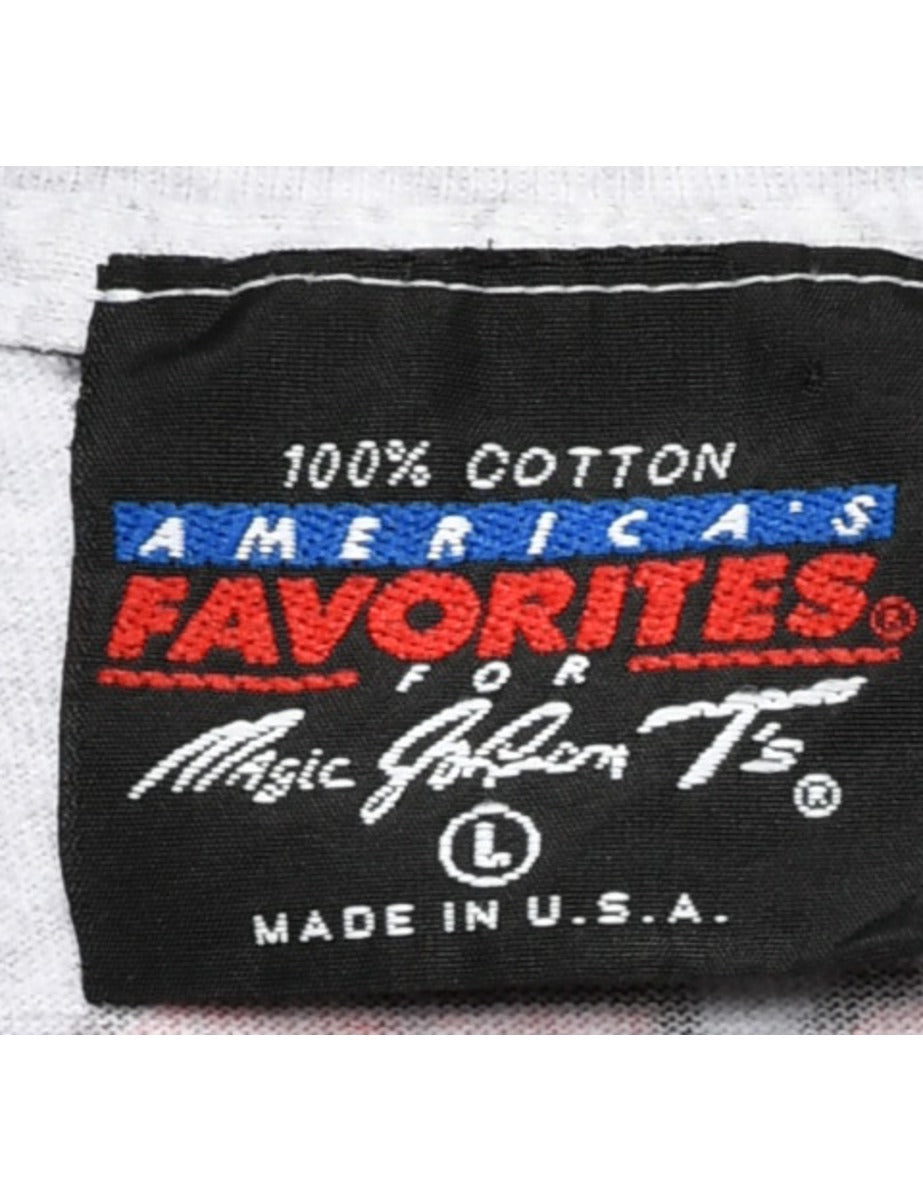 100% COTTON
AMERICA'S
FAVORITES®
FOR
Magic Johnson T's®
L
MADE IN U.S.A.